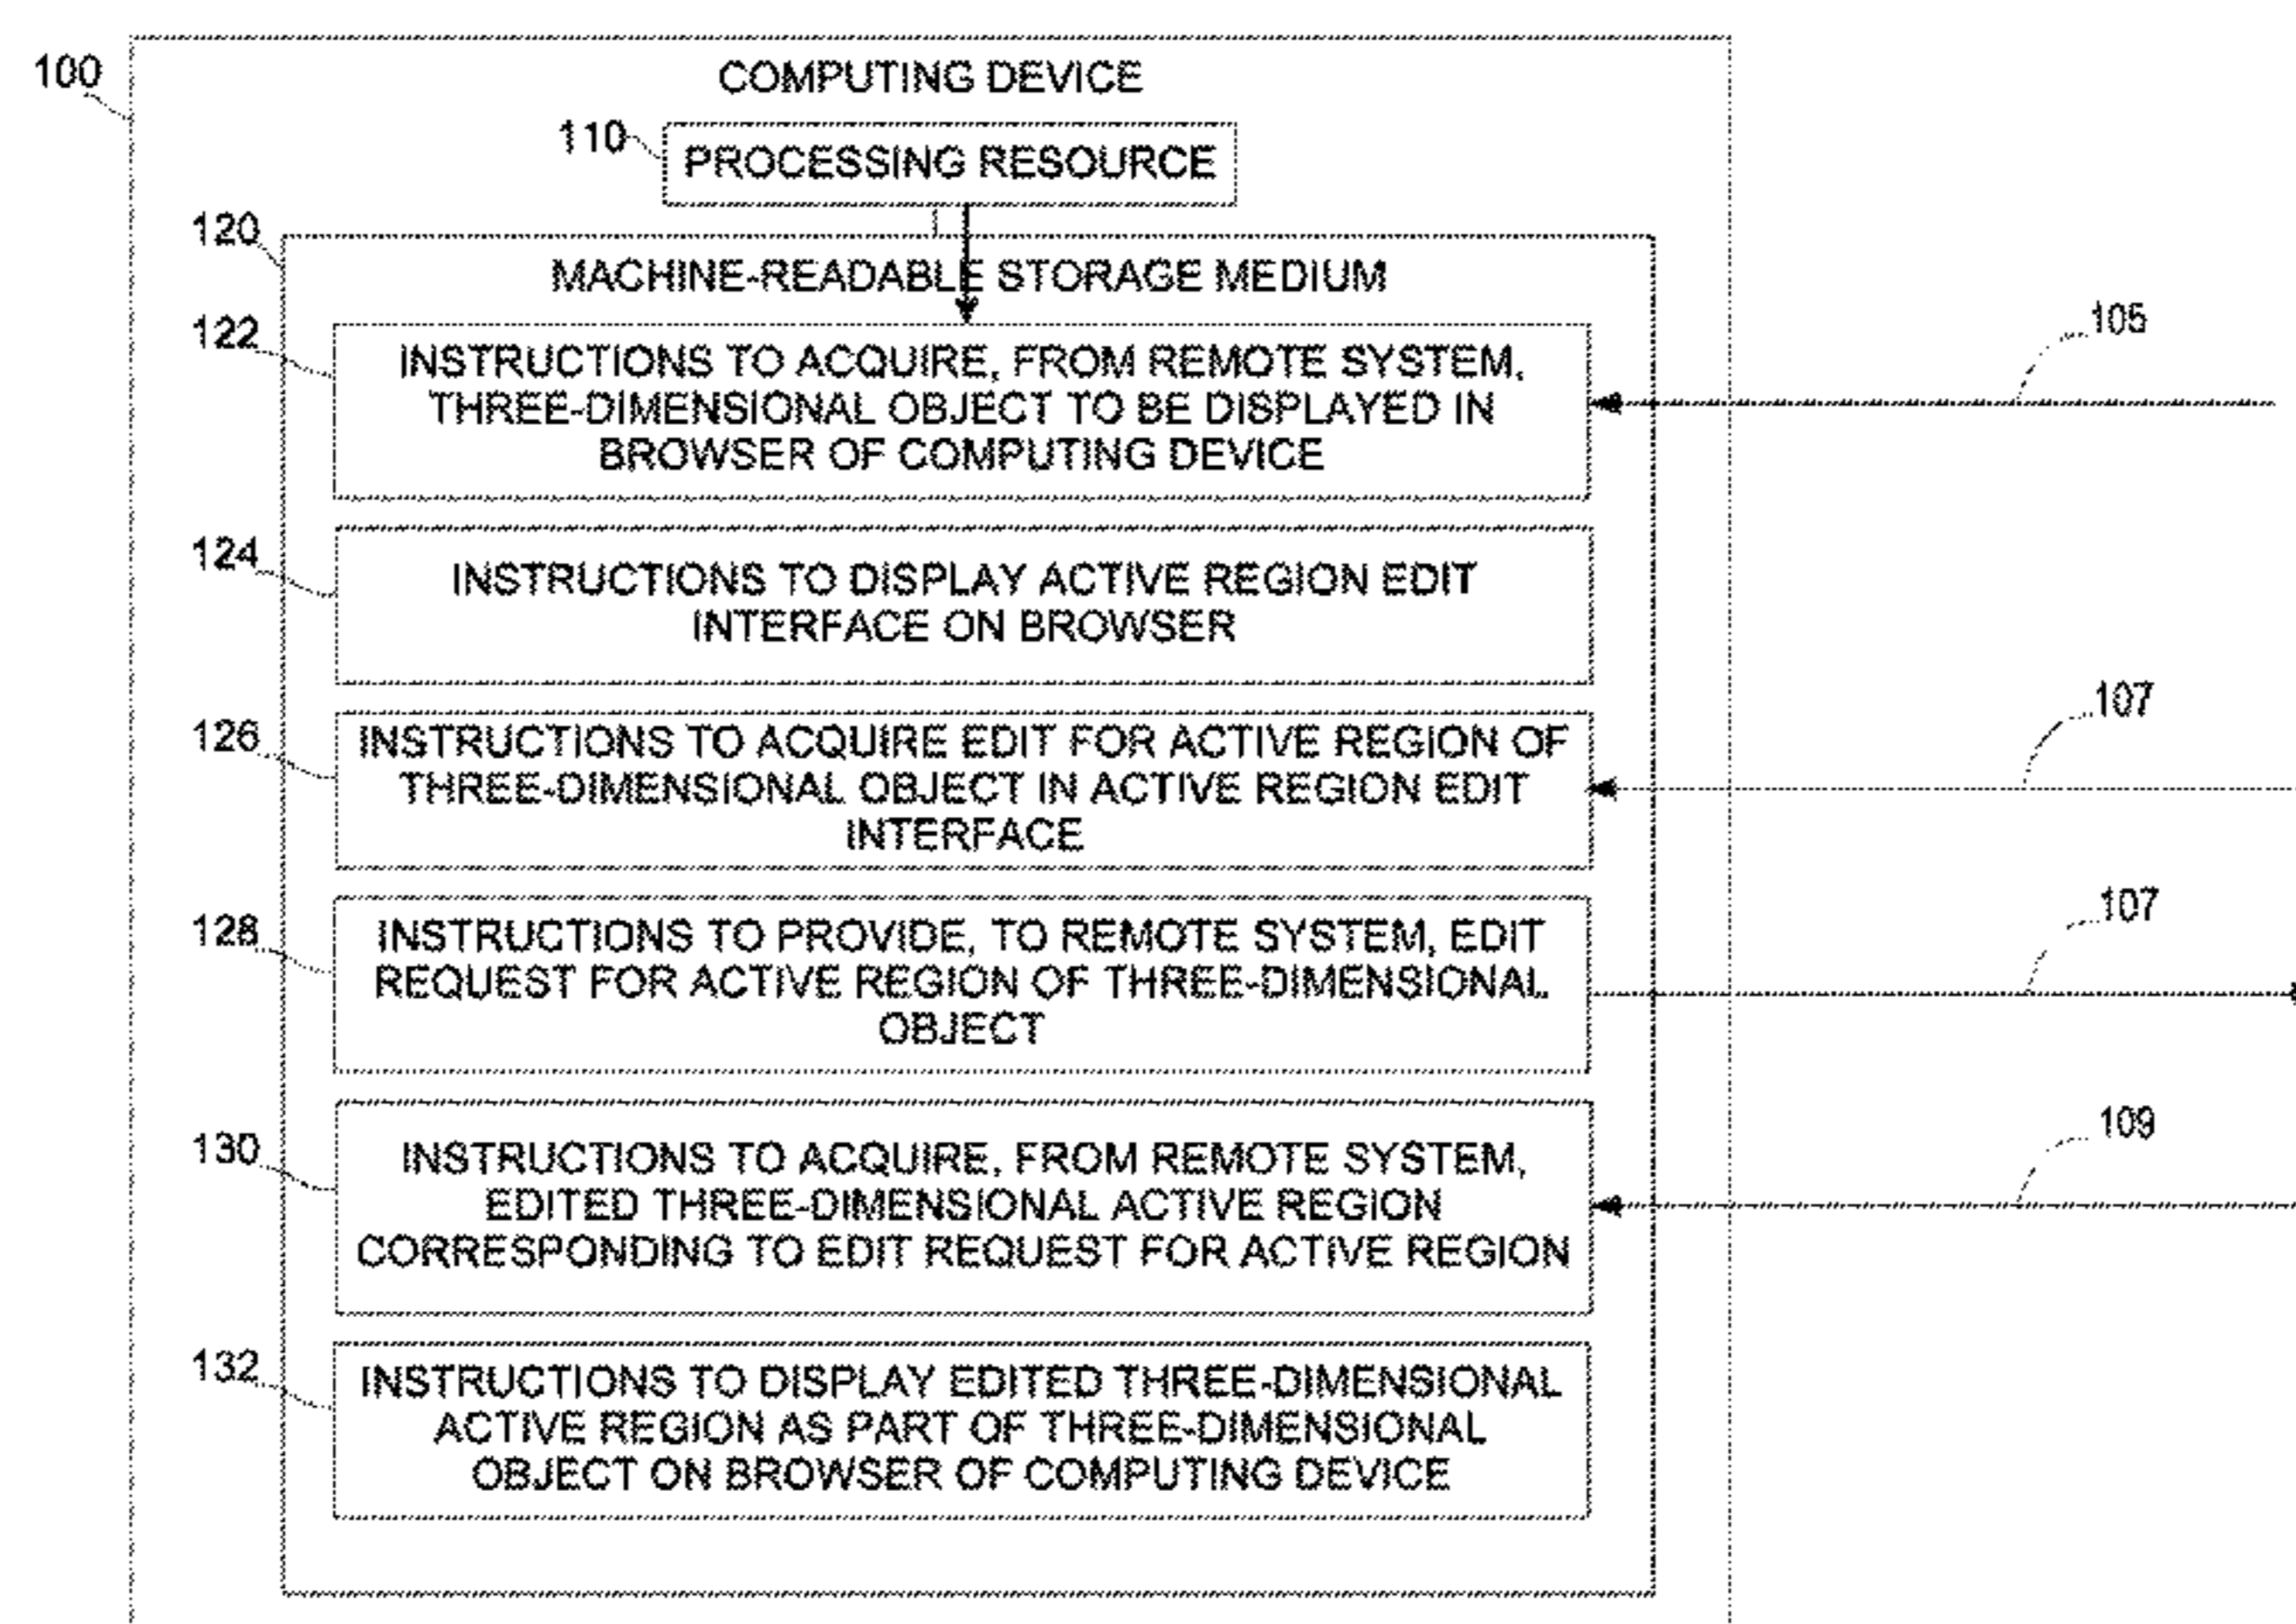 100
COMPUTING DEVICE
110
PROCESSING RESOURCE
120
MACHINE-READABLE STORAGE MEDIUM
122
INSTRUCTIONS TO ACQUIRE, FROM REMOTE SYSTEM,
THREE-DIMENSIONAL OBJECT TO BE DISPLAYED IN
BROWSER OF COMPUTING DEVICE
105
124
INSTRUCTIONS TO DISPLAY ACTIVE REGION EDIT
INTERFACE ON BROWSER
126
INSTRUCTIONS TO ACQUIRE EDIT FOR ACTIVE REGION OF
THREE-DIMENSIONAL OBJECT IN ACTIVE REGION EDIT
INTERFACE
107
128
INSTRUCTIONS TO PROVIDE, TO REMOTE SYSTEM, EDIT
REQUEST FOR ACTIVE REGION OF THREE-DIMENSIONAL
OBJECT
107
130
INSTRUCTIONS TO ACQUIRE, FROM REMOTE SYSTEM,
EDITED THREE-DIMENSIONAL ACTIVE REGION
CORRESPONDING TO EDIT REQUEST FOR ACTIVE REGION
109
132
INSTRUCTIONS TO DISPLAY EDITED THREE-DIMENSIONAL
ACTIVE REGION AS PART OF THREE-DIMENSIONAL
OBJECT ON BROWSER OF COMPUTING DEVICE